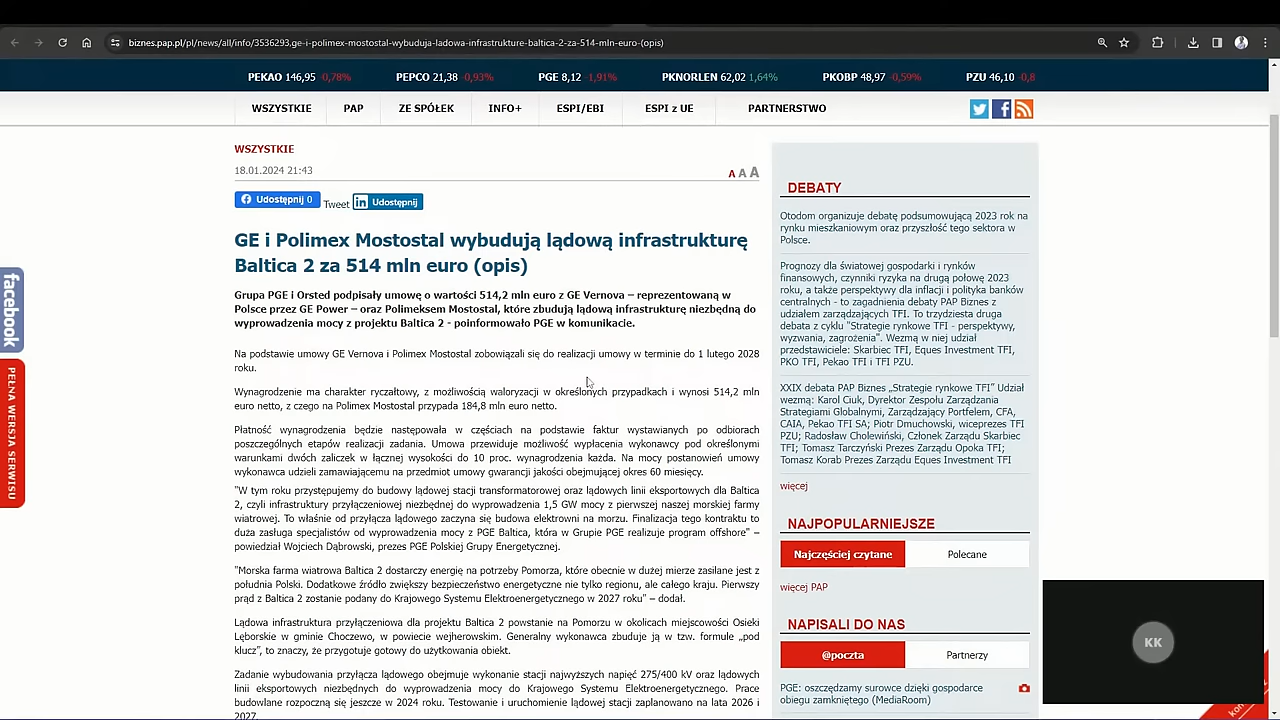 biznes.pap.pl/pl/news/all/info/3536293,ge-i-polimex-mostostal-wybuduja-ladowa-infrastrukture-baltica-2-za-514-mln-euro-(opis)
PEKAO 146,95 -0,78% PEPCO 21,38 -0,93% PGE 8,12 -1,91% PKNORLEN 62,02 1,64% PKOBP 48,97 -0,59% PZU 46,10 -0,8
WSZYSTKIE PAP ZE SPÓŁEK INFO+ ESPI/EBI ESPI z UE PARTNERSTWO
WSZYSTKIE
18.01.2024 21:43
A A A
Udostępnij 0 Tweet Udostępnij
GE i Polimex Mostostal wybudują lądową infrastrukturę
Baltica 2 za 514 mln euro (opis)
Grupa PGE i Orsted podpisały umowę o wartości 514,2 mln euro z GE Vernova – reprezentowaną w
Polsce przez GE Power – oraz Polimeksem Mostostal, które zbudują lądową infrastrukturę niezbędną do
wyprowadzenia mocy z projektu Baltica 2 - poinformowało PGE w komunikacie.
Na podstawie umowy GE Vernova i Polimex Mostostal zobowiązali się do realizacji umowy w terminie do 1 lutego 2028
roku.
Wynagrodzenie ma charakter ryczałtowy, z możliwością waloryzacji w określonych przypadkach i wynosi 514,2 mln
euro netto, z czego na Polimex Mostostal przypada 184,8 mln euro netto.
Płatność wynagrodzenia będzie następowała w częściach na podstawie faktur wystawianych po odbiorach
poszczególnych etapów realizacji zadania. Umowa przewiduje możliwość wypłacenia wykonawcy pod określonymi
warunkami dwóch zaliczek w łącznej wysokości do 10 proc. wynagrodzenia każda. Na mocy postanowień umowy
wykonawca udzieli zamawiającemu na przedmiot umowy gwarancji jakości obejmującej okres 60 miesięcy.
"W tym roku przystępujemy do budowy lądowej stacji transformatorowej oraz lądowych linii eksportowych dla Baltica
2, czyli infrastruktury przyłączeniowej niezbędnej do wyprowadzenia 1,5 GW mocy z pierwszej naszej morskiej farmy
wiatrowej. To właśnie od przyłącza lądowego zaczyna się budowa elektrowni na morzu. Finalizacja tego kontraktu to
duża zasługa specjalistów od wyprowadzenia mocy z PGE Baltica, która w Grupie PGE realizuje program offshore" –
powiedział Wojciech Dąbrowski, prezes PGE Polskiej Grupy Energetycznej.
"Morska farma wiatrowa Baltica 2 dostarczy energię na potrzeby Pomorza, które obecnie w dużej mierze zasilane jest z
południa Polski. Dodatkowe źródło zwiększy bezpieczeństwo energetyczne nie tylko regionu, ale całego kraju. Pierwszy
prąd z Baltica 2 zostanie podany do Krajowego Systemu Elektroenergetycznego w 2027 roku" – dodał.
Lądowa infrastruktura przyłączeniowa dla projektu Baltica 2 powstanie na Pomorzu w okolicach miejscowości Osieki
Lęborskie w gminie Choczewo, w powiecie wejherowskim. Generalny wykonawca zbuduje ją w tzw. formule „pod
klucz”, to znaczy, że przygotuje gotowy do użytkowania obiekt.
Zadanie wybudowania przyłącza lądowego obejmuje wykonanie stacji najwyższych napięć 275/400 kV oraz lądowych
linii eksportowych niezbędnych do wyprowadzenia mocy do Krajowego Systemu Elektroenergetycznego. Prace
budowlane rozpoczną się jeszcze w 2024 roku. Testowanie i uruchomienie lądowej stacji zaplanowano na lata 2026 i
2027.
DEBATY
Otodom organizuje debatę podsumowującą 2023 rok na
rynku mieszkaniowym oraz przyszłość tego sektora w
Polsce.
Prognozy dla światowej gospodarki i rynków
finansowych, czynniki ryzyka na drugą połowę 2023
roku, a także perspektywy dla inflacji i polityka banków
centralnych - to zagadnienia debaty PAP Biznes z
udziałem zarządzających TFI. To trzydziesta druga
debata z cyklu "Strategie rynkowe TFI - perspektywy,
wyzwania, zagrożenia". Wezmą w niej udział
przedstawiciele: Skarbiec TFI, Eques Investment TFI,
PKO TFI, Pekao TFI i TFI PZU.
XXIX debata PAP Biznes „Strategie rynkowe TFI” Udział
wezmą: Karol Ciuk, Dyrektor Zespołu Zarządzania
Strategiami Globalnymi, Zarządzający Portfelem, CFA,
CAIA, Pekao TFI SA; Piotr Dmuchowski, wiceprezes TFI
PZU; Radosław Cholewiński, Członek Zarządu Skarbiec
TFI; Tomasz Tarczyński Prezes Zarządu Opoka TFI;
Tomasz Korab Prezes Zarządu Eques Investment TFI
więcej
NAJPOPULARNIEJSZE
Najczęściej czytane Polecane
więcej PAP
NAPISALI DO NAS
@poczta Partnerzy
PGE: oszczędzamy surowce dzięki gospodarce
obiegu zamkniętego (MediaRoom)
facebook
PEŁNA WERSJA SERWISU
KK